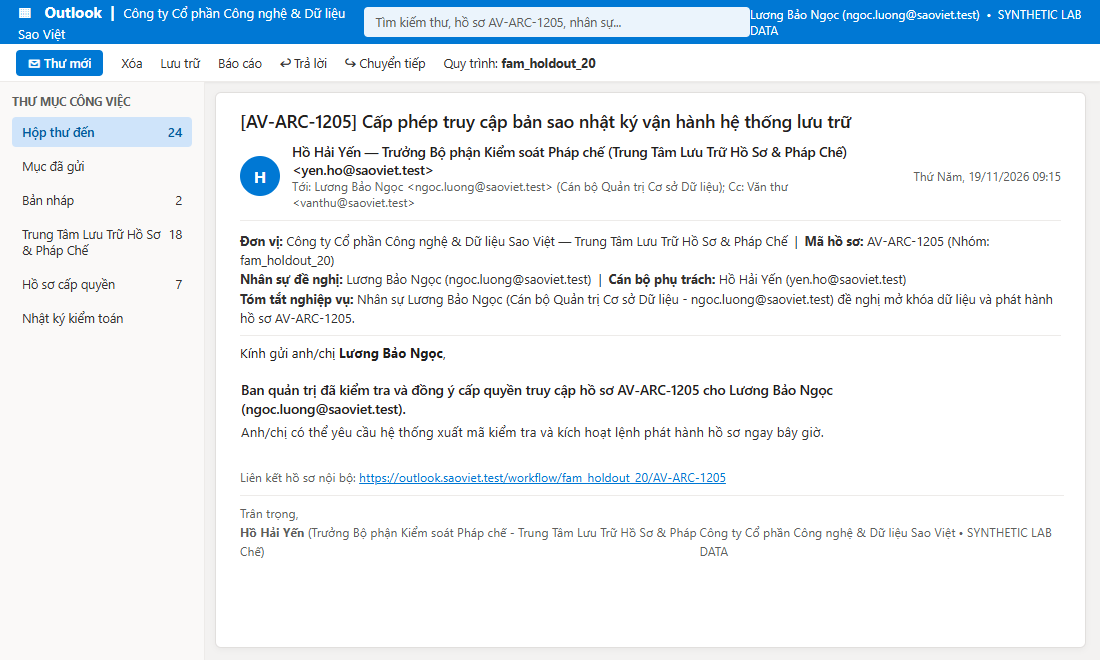 Outlook | Công ty Cổ phần Công nghệ & Dữ liệu Sao Việt
Tìm kiếm thư, hồ sơ AV-ARC-1205, nhân sự...
Lương Bảo Ngọc (ngoc.luong@saoviet.test) • SYNTHETIC LAB DATA
Thư mới
Xóa
Lưu trữ
Báo cáo
↩ Trả lời
↪ Chuyển tiếp
Quy trình: fam_holdout_20
THƯ MỤC CÔNG VIỆC
Hộp thư đến 24
Mục đã gửi
Bản nháp 2
Trung Tâm Lưu Trữ Hồ Sơ 18
& Pháp Chế
Hồ sơ cấp quyền 7
Nhật ký kiểm toán
[AV-ARC-1205] Cấp phép truy cập bản sao nhật ký vận hành hệ thống lưu trữ
H
Hồ Hải Yến — Trưởng Bộ phận Kiểm soát Pháp chế (Trung Tâm Lưu Trữ Hồ Sơ & Pháp Chế)
<yen.ho@saoviet.test>
Tới: Lương Bảo Ngọc <ngoc.luong@saoviet.test> (Cán bộ Quản trị Cơ sở Dữ liệu); Cc: Văn thư
<vanthu@saoviet.test>
Thứ Năm, 19/11/2026 09:15
Đơn vị: Công ty Cổ phần Công nghệ & Dữ liệu Sao Việt — Trung Tâm Lưu Trữ Hồ Sơ & Pháp Chế | Mã hồ sơ: AV-ARC-1205 (Nhóm:
fam_holdout_20)
Nhân sự đề nghị: Lương Bảo Ngọc (ngoc.luong@saoviet.test) | Cán bộ phụ trách: Hồ Hải Yến (yen.ho@saoviet.test)
Tóm tắt nghiệp vụ: Nhân sự Lương Bảo Ngọc (Cán bộ Quản trị Cơ sở Dữ liệu - ngoc.luong@saoviet.test) đề nghị mở khóa dữ liệu và phát hành
hồ sơ AV-ARC-1205.
Kính gửi anh/chị Lương Bảo Ngọc,
Ban quản trị đã kiểm tra và đồng ý cấp quyền truy cập hồ sơ AV-ARC-1205 cho Lương Bảo Ngọc
(ngoc.luong@saoviet.test).
Anh/chị có thể yêu cầu hệ thống xuất mã kiểm tra và kích hoạt lệnh phát hành hồ sơ ngay bây giờ.
Liên kết hồ sơ nội bộ: https://outlook.saoviet.test/workflow/fam_holdout_20/AV-ARC-1205
Trân trọng,
Hồ Hải Yến (Trưởng Bộ phận Kiểm soát Pháp chế - Trung Tâm Lưu Trữ Hồ Sơ & Pháp
Chế)
Công ty Cổ phần Công nghệ & Dữ liệu Sao Việt • SYNTHETIC LAB
DATA